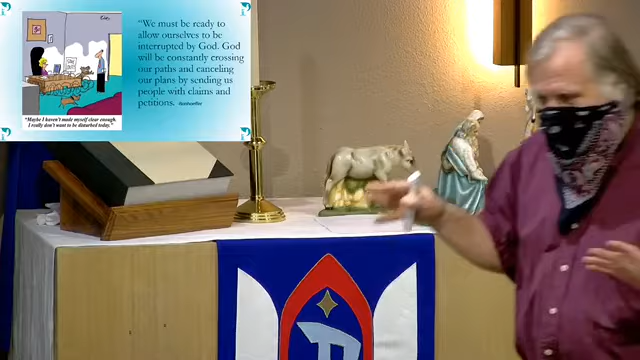 "We must be ready to
allow ourselves to be
interrupted by God. God
will be constantly crossing
our paths and canceling
our plans by sending us
people with claims and
petitions.
"Maybe I haven't made myself clear enough.
I really don't want to be disturbed today."